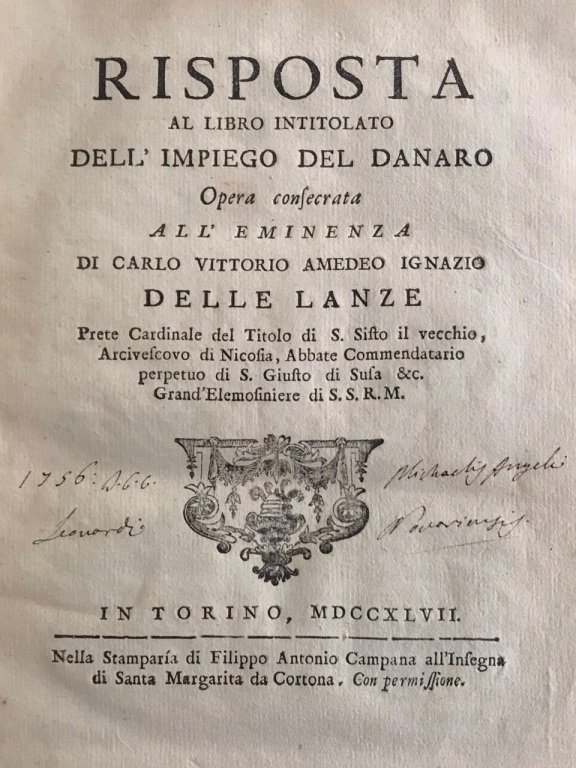 RISPOSTA
AL LIBRO INTITOLATO
DELL' IMPIEGO DEL DANARO
Opera conſecrata
ALL' EMINENZA
DI CARLO VITTORIO AMEDEO IGNAZIO
DELLE LANZE
Prete Cardinale del Titolo di S. Siſto il vecchio,
Arciveſcovo di Nicoſia, Abbate Commendatario
perpetuo di S. Giuſto di Suſa &c.
Grand'Elemoſiniere di S. S. R. M.
1756: Michaelis Angeli
Leonardi
IN TORINO, MDCCXLVII.
Nella Stamparía di Filippo Antonio Campana all'Inſegna
di Santa Margarita da Cortona. Con permiſſione.